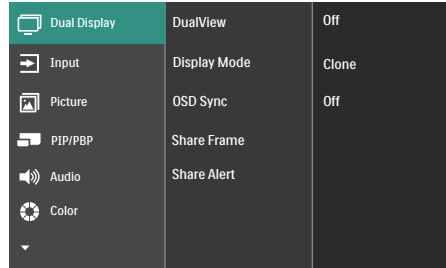 Dual Display
DualView
Off
Input
Display Mode
Clone
Picture
OSD Sync
Off
PIP/PBP
Share Frame
Audio
Share Alert
Color